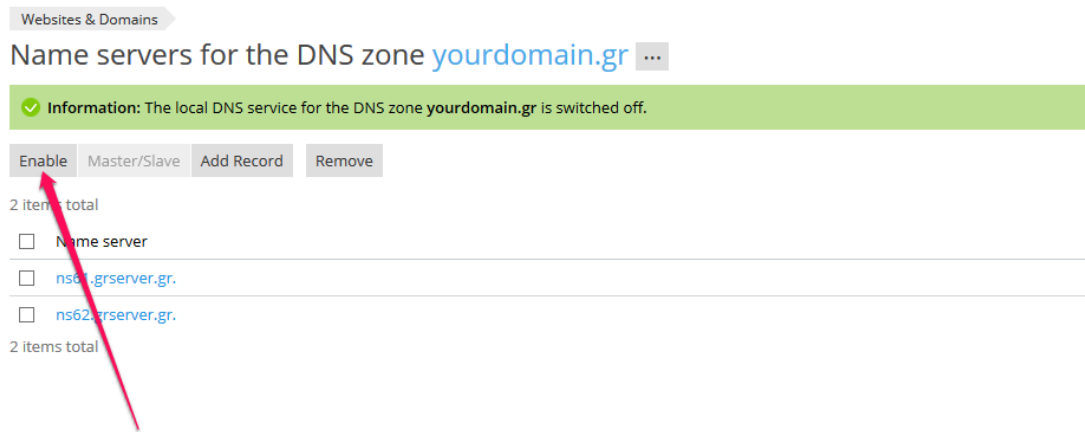 Websites & Domains
Name servers for the DNS zone yourdomain.gr ...
Information: The local DNS service for the DNS zone yourdomain.gr is switched off.
Enable Master/Slave Add Record Remove
2 items total
Name server
ns61.grserver.gr.
ns62.grserver.gr.
2 items total